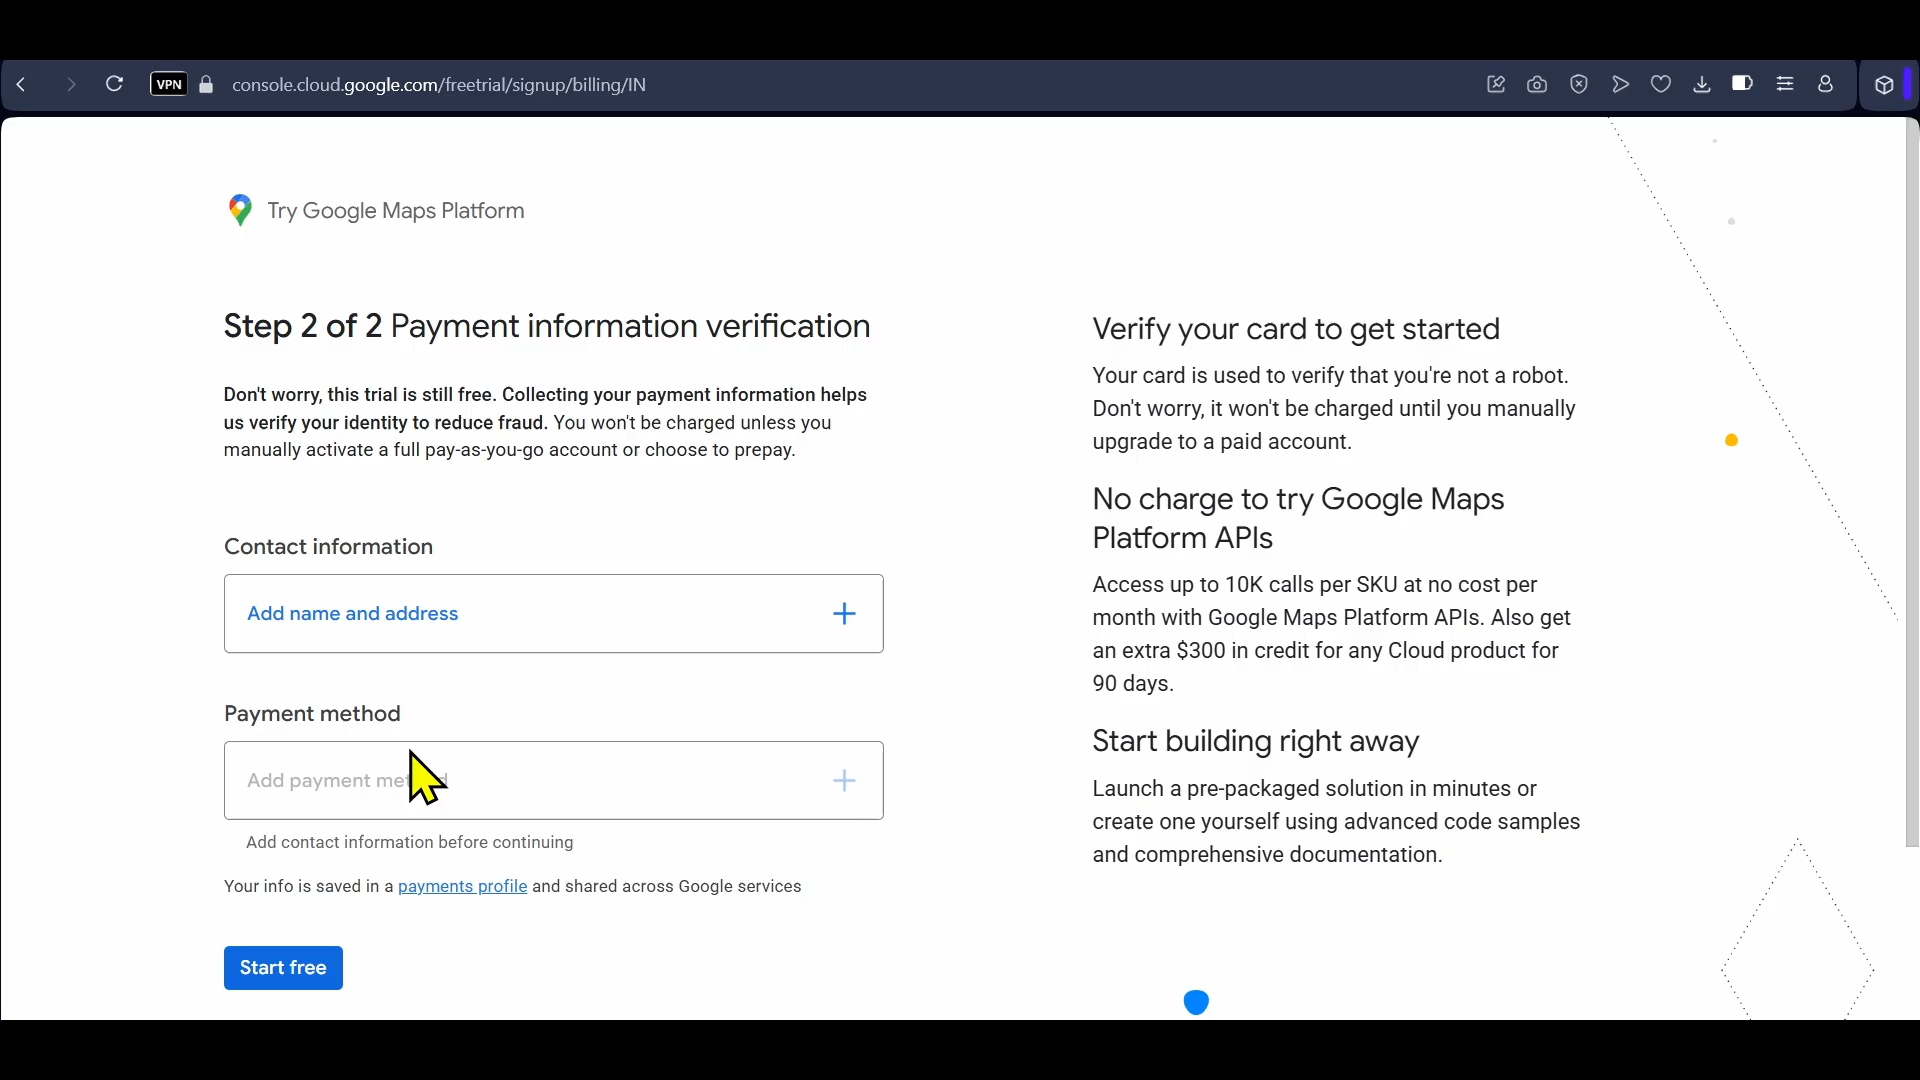 VPN
console.cloud.google.com/freetrial/signup/billing/IN
Try Google Maps Platform
Step 2 of 2 Payment information verification
Don't worry, this trial is still free. Collecting your payment information helps
us verify your identity to reduce fraud. You won't be charged unless you
manually activate a full pay-as-you-go account or choose to prepay.
Contact information
Add name and address
Payment method
Add payment method
Add contact information before continuing
Your info is saved in a payments profile and shared across Google services
Start free
Verify your card to get started
Your card is used to verify that you're not a robot.
Don't worry, it won't be charged until you manually
upgrade to a paid account.
No charge to try Google Maps
Platform APIs
Access up to 10K calls per SKU at no cost per
month with Google Maps Platform APIs. Also get
an extra $300 in credit for any Cloud product for
90 days.
Start building right away
Launch a pre-packaged solution in minutes or
create one yourself using advanced code samples
and comprehensive documentation.